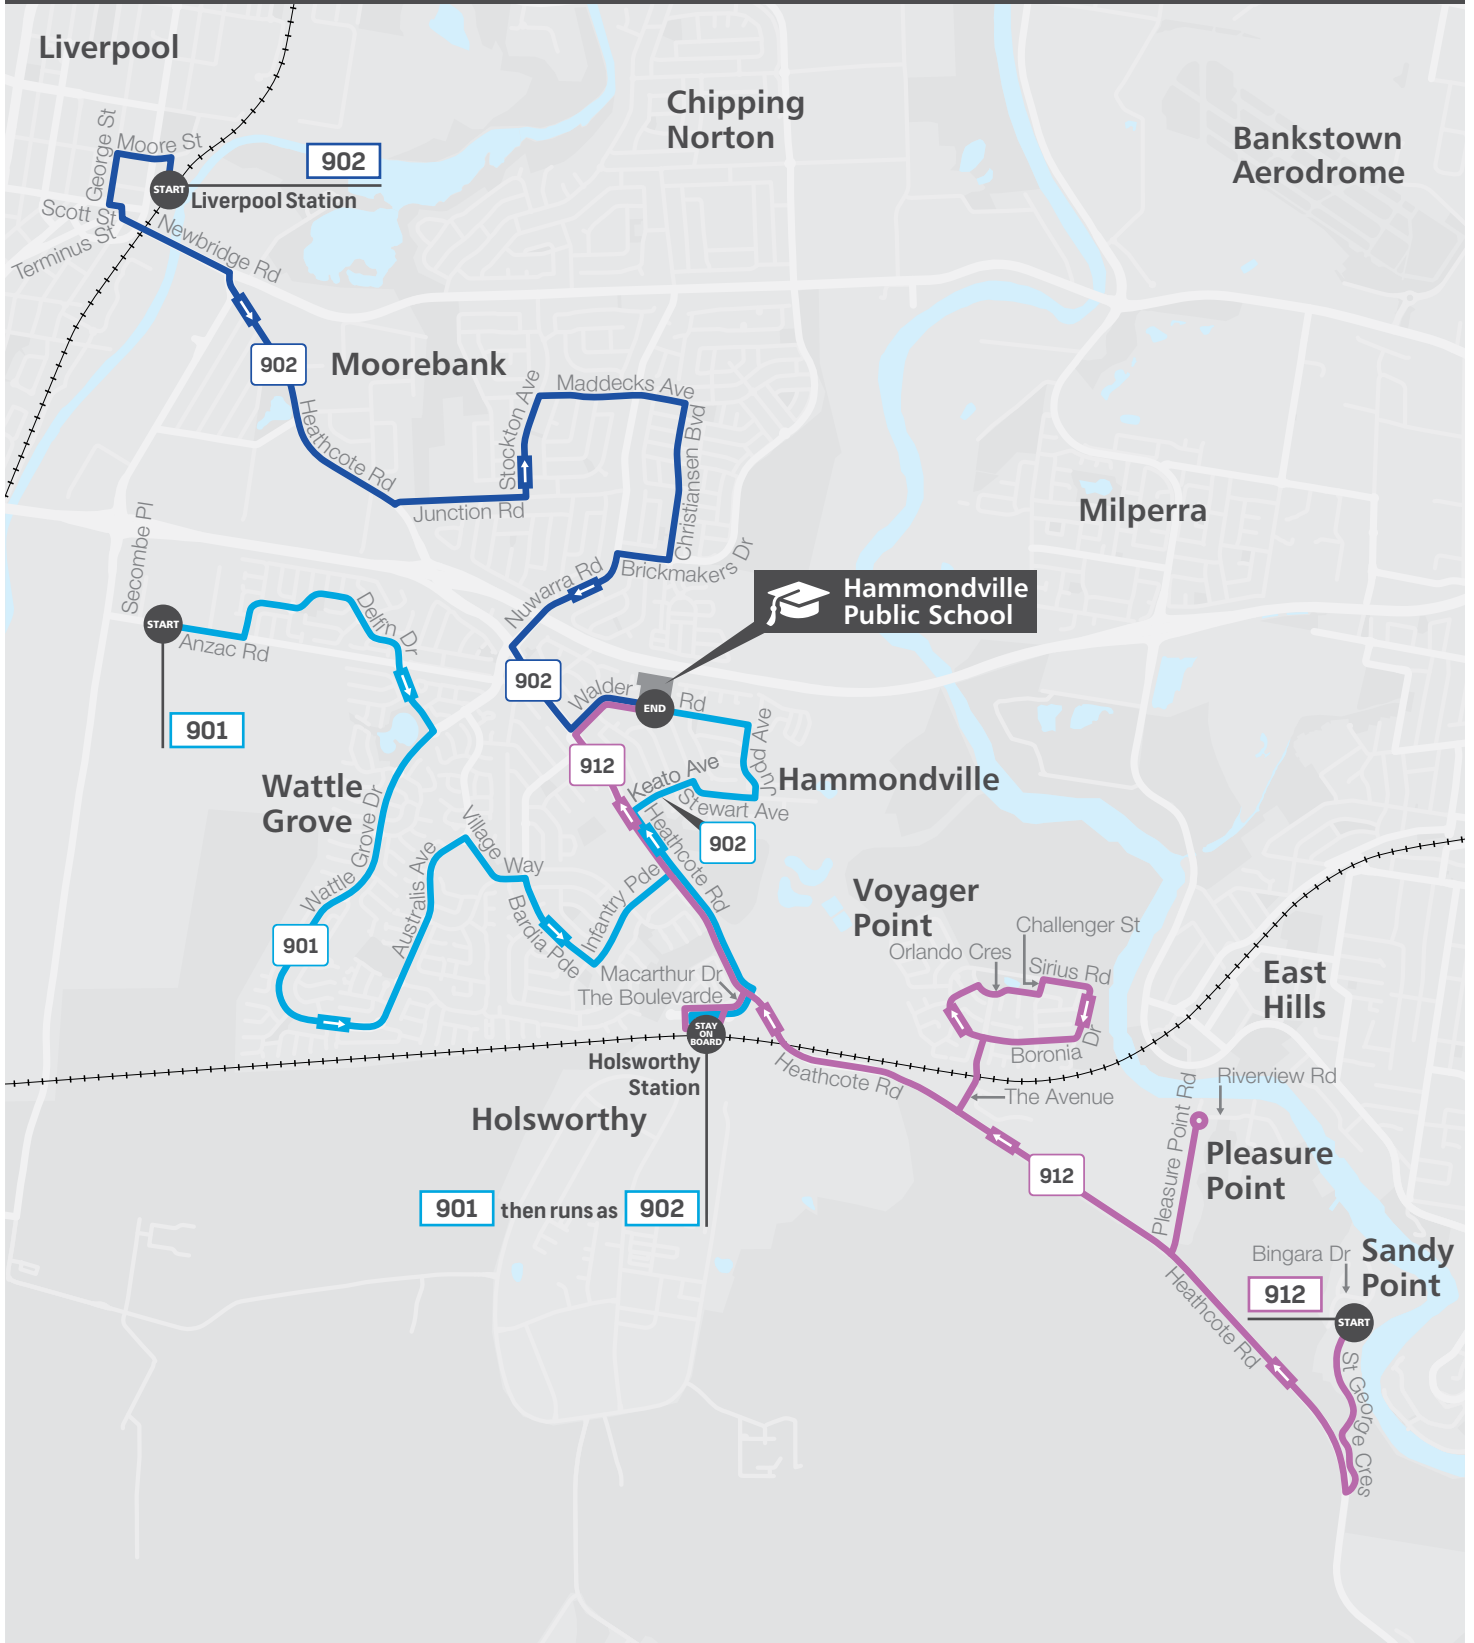 Liverpool
Chipping
Norton
Bankstown
Aerodrome
George St
Moore St
902
START
Liverpool Station
Scott St
Terminus St
Newbridge Rd
902
Moorebank
Heathcote Rd
Stockton Ave
Maddecks Ave
Christiansen Bvd
Junction Rd
Brickmakers Dr
Nuwarra Rd
Milperra
Secombe Pl
START
Anzac Rd
Delfin Dr
901
Hammondville
Public School
902
Walder
Rd
END
Judd Ave
912
Keato Ave
Stewart Ave
Hammondville
902
Wattle
Grove
Wattle Grove Dr
901
Australis Ave
Village
Way
Bardia Pde
Infantry Pde
Heathcote Rd
Macarthur Dr
The Boulevarde
STAY
ON
BOARD
Holsworthy
Station
Holsworthy
901 then runs as 902
Voyager
Point
Challenger St
Orlando Cres
Sirius Rd
Boronia
Dr
The Avenue
Heathcote Rd
East
Hills
Riverview Rd
Pleasure Point Rd
Pleasure
Point
912
Heathcote Rd
Bingara Dr
Sandy
Point
912
START
St George Cres